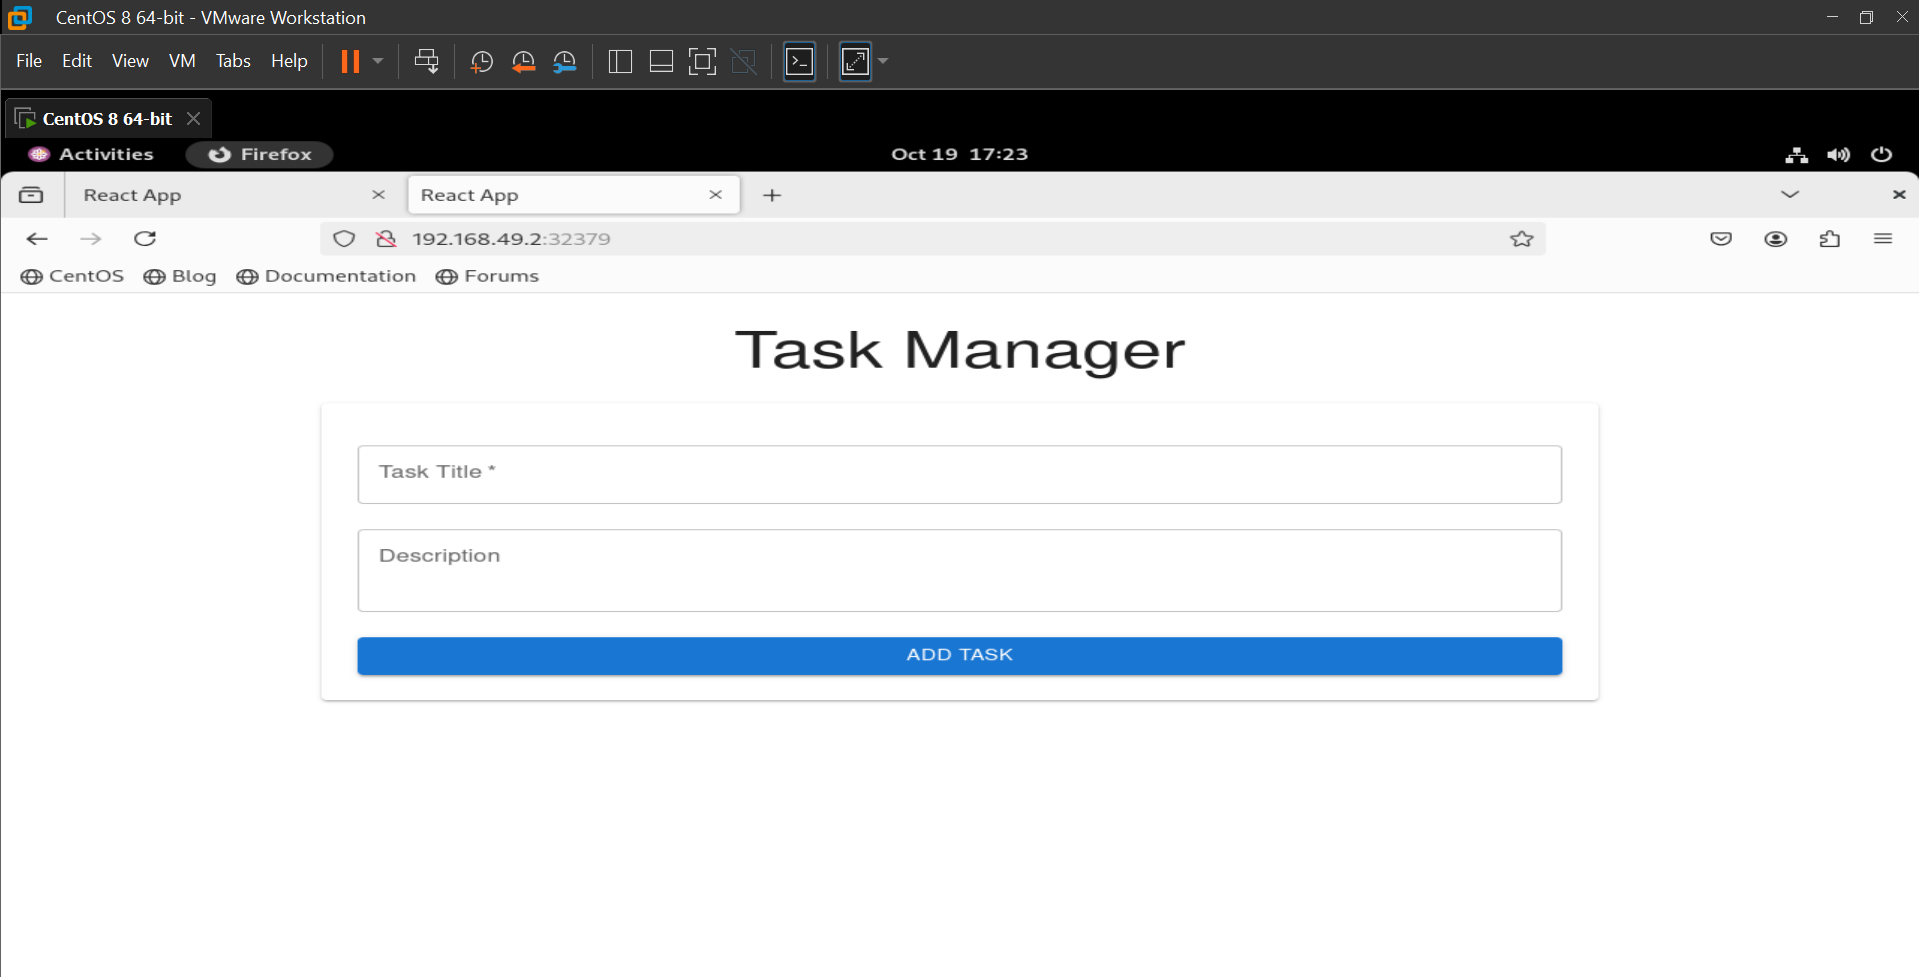 CentOS 8 64-bit - VMware Workstation
File Edit View VM Tabs Help
CentOS 8 64-bit
Activities Firefox Oct 19 17:23
React App React App
192.168.49.2:32379
CentOS Blog Documentation Forums
Task Manager
Task Title *
Description
ADD TASK